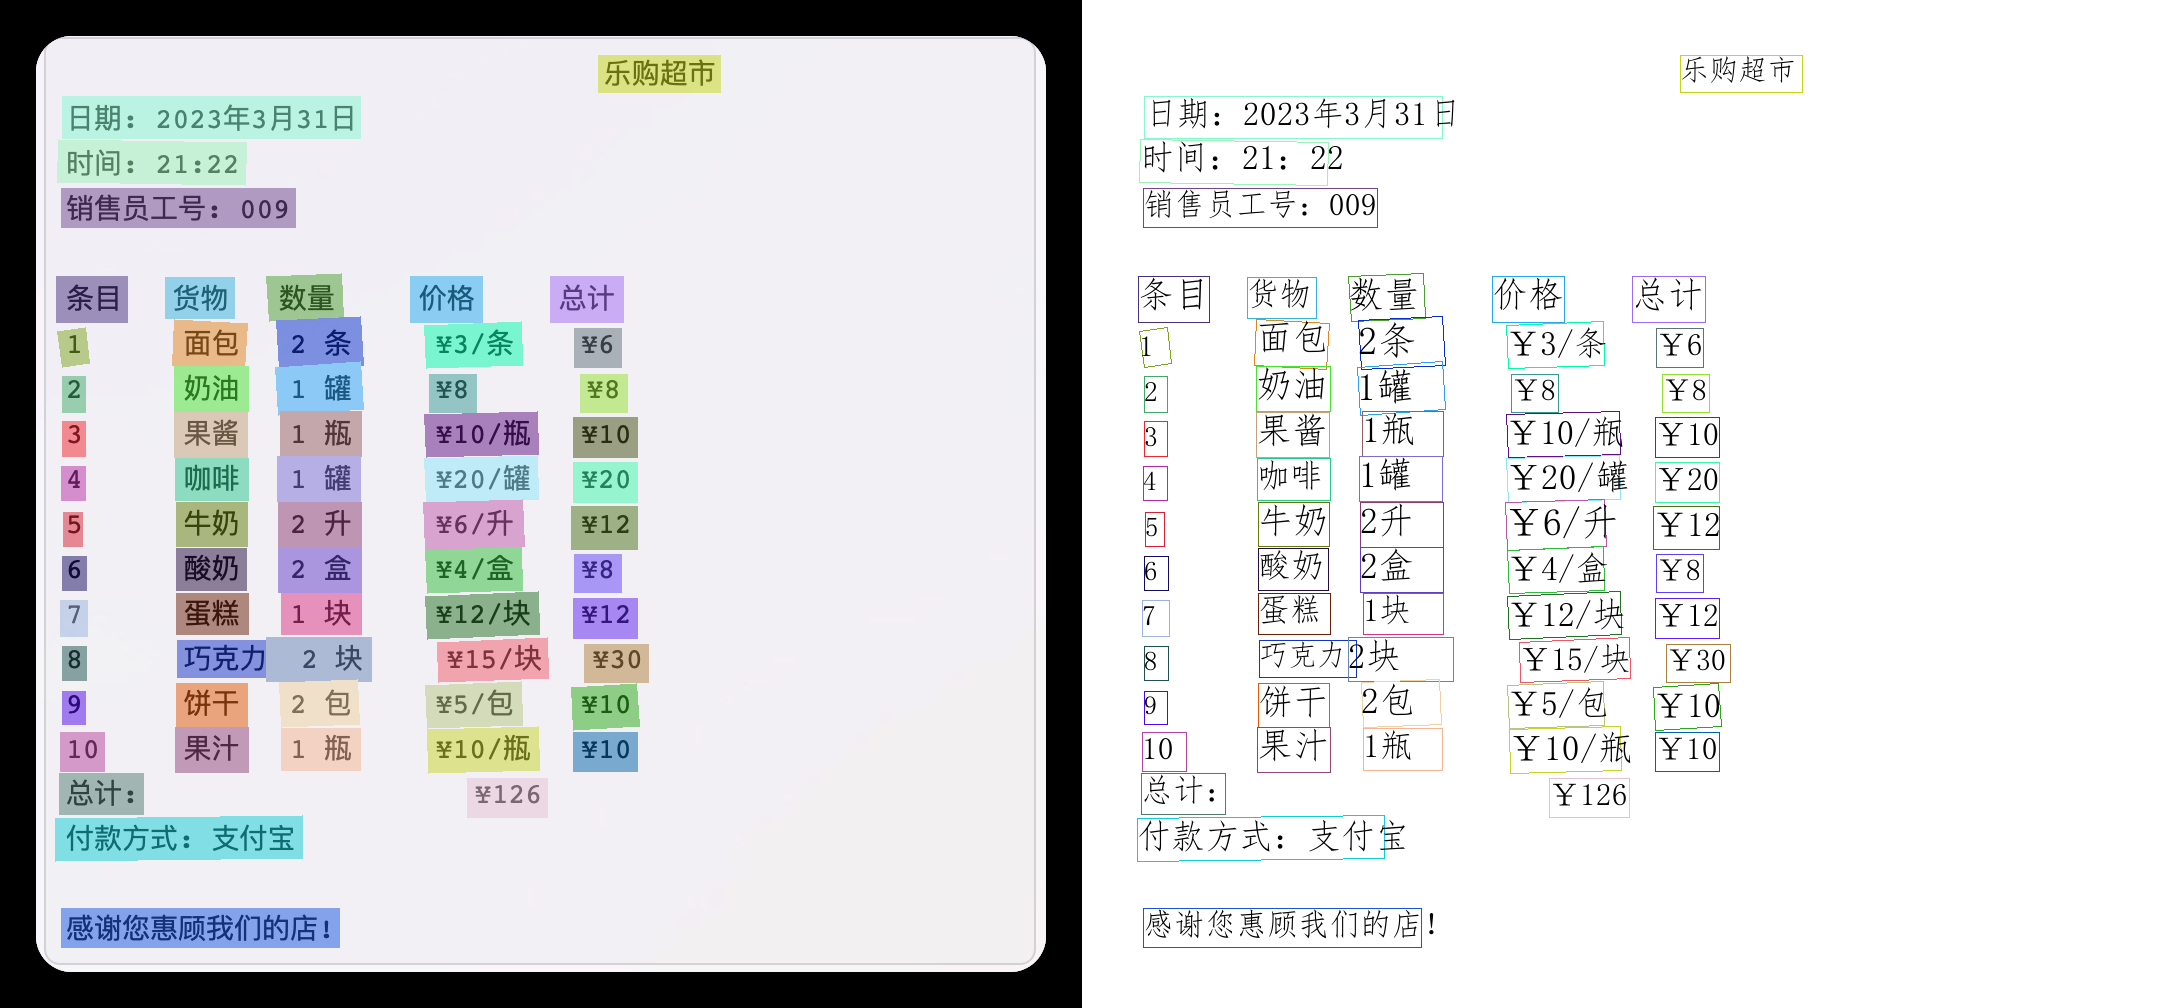 乐购超市
日期: 2023年3月31日
时间: 21:22
销售员工号: 009
条目 货物 数量 价格 总计
1 面包 2 条 ¥3/条 ¥6
2 奶油 1 罐 ¥8 ¥8
3 果酱 1 瓶 ¥10/瓶 ¥10
4 咖啡 1 罐 ¥20/罐 ¥20
5 牛奶 2 升 ¥6/升 ¥12
6 酸奶 2 盒 ¥4/盒 ¥8
7 蛋糕 1 块 ¥12/块 ¥12
8 巧克力 2 块 ¥15/块 ¥30
9 饼干 2 包 ¥5/包 ¥10
10 果汁 1 瓶 ¥10/瓶 ¥10
总计: ¥126
付款方式: 支付宝
感谢您惠顾我们的店!
乐购超市
日期：2023年3月31日
时间：21：22
销售员工号：009
条目 货物 数量 价格 总计
1 面包 2条 ￥3/条 ￥6
2 奶油 1罐 ￥8 ￥8
3 果酱 1瓶 ￥10/瓶 ￥10
4 咖啡 1罐 ￥20/罐 ￥20
5 牛奶 2升 ￥6/升 ￥12
6 酸奶 2盒 ￥4/盒 ￥8
7 蛋糕 1块 ￥12/块 ￥12
8 巧克力 2块 ￥15/块 ￥30
9 饼干 2包 ￥5/包 ￥10
10 果汁 1瓶 ￥10/瓶 ￥10
总计： ￥126
付款方式：支付宝
感谢您惠顾我们的店！